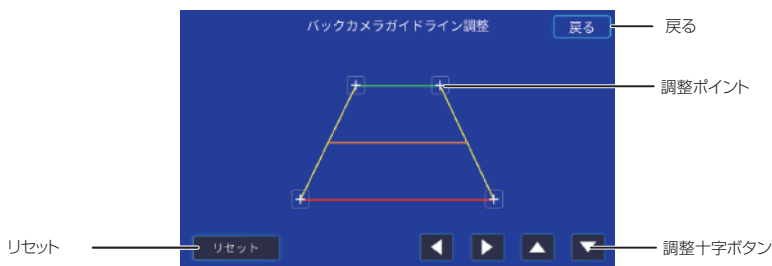 バックカメラガイドライン調整
戻る
戻る
調整ポイント
リセット
リセット
調整十字ボタン